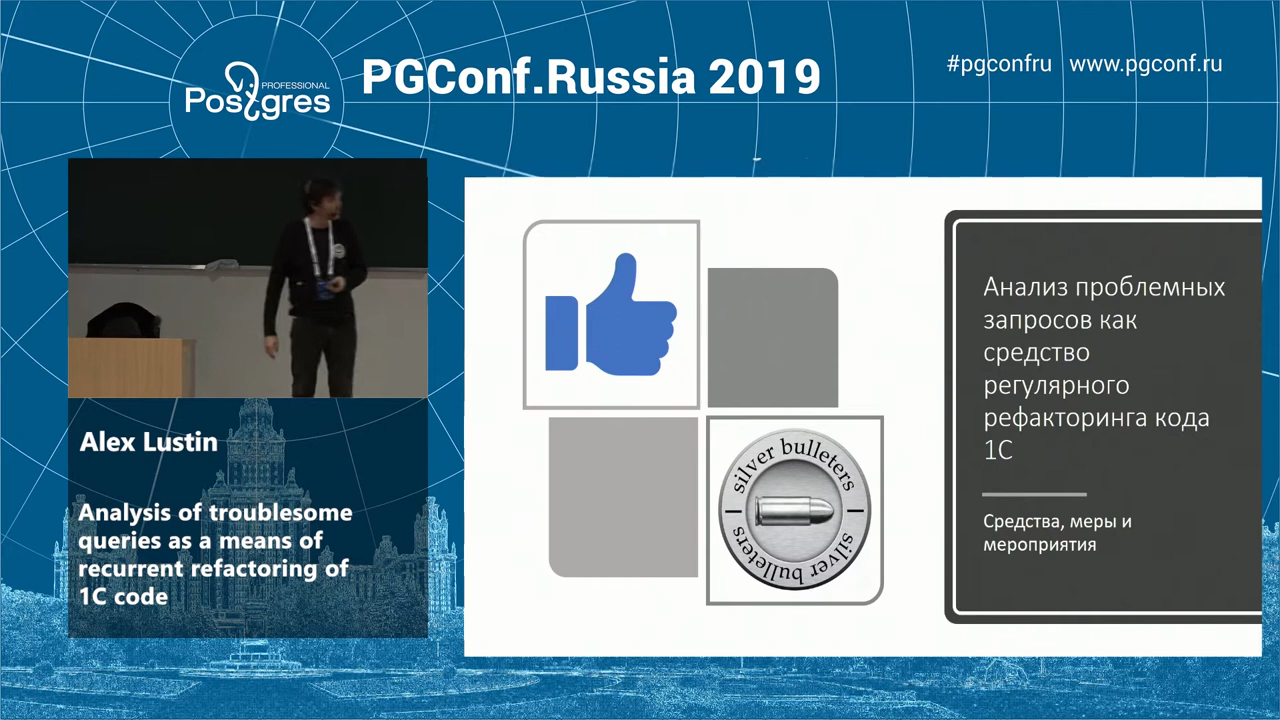 PROFESSIONAL
Postgres
PGConf.Russia 2019
#pgconfru www.pgconf.ru
Alex Lustin
Analysis of troublesome
queries as a means of
recurrent refactoring of
1C code
silver bulleters
silver bulleters
Анализ проблемных
запросов как
средство
регулярного
рефакторинга кода
1С
Средства, меры и
мероприятия